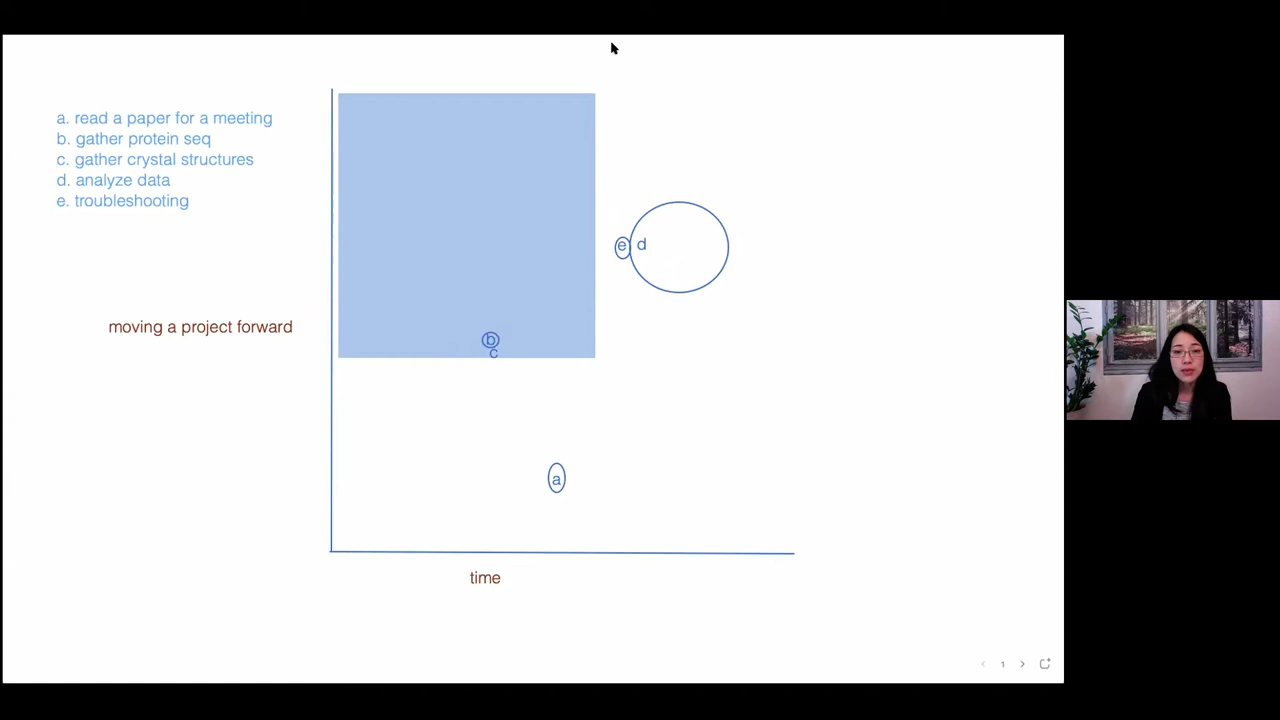 a. read a paper for a meeting
b. gather protein seq
c. gather crystal structures
d. analyze data
e. troubleshooting
e d
moving a project forward
b
c
a
time
1